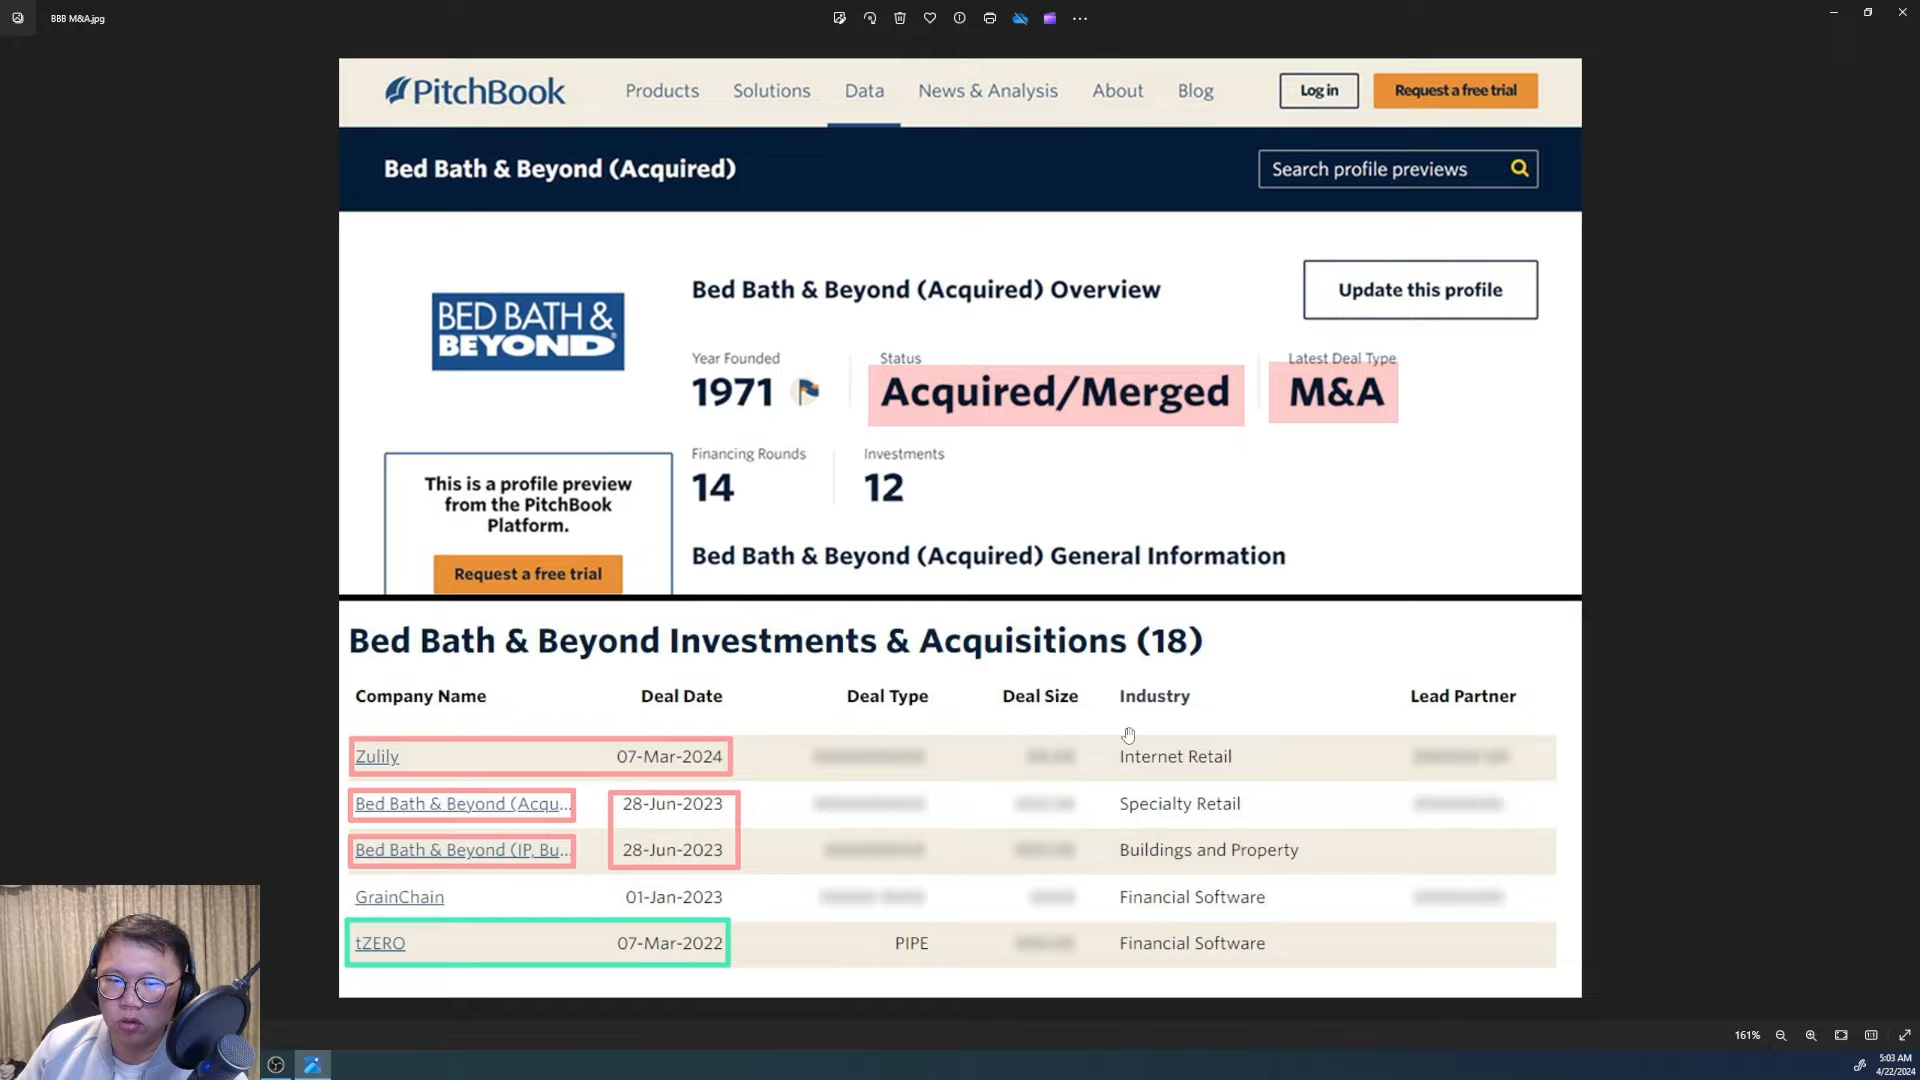 BBB M&A.jpg
PitchBook
Products Solutions Data News & Analysis About Blog Log in Request a free trial
Bed Bath & Beyond (Acquired)
Search profile previews
BED BATH &
BEYOND
Bed Bath & Beyond (Acquired) Overview
Update this profile
Year Founded Status Latest Deal Type
1971 Acquired/Merged M&A
Financing Rounds Investments
14 12
This is a profile preview
from the PitchBook
Platform.
Request a free trial
Bed Bath & Beyond (Acquired) General Information
Bed Bath & Beyond Investments & Acquisitions (18)
Company Name Deal Date Deal Type Deal Size Industry Lead Partner
Zulily 07-Mar-2024 Internet Retail
Bed Bath & Beyond (Acqu... 28-Jun-2023 Specialty Retail
Bed Bath & Beyond (IP, Bu... 28-Jun-2023 Buildings and Property
GrainChain 01-Jan-2023 Financial Software
tZERO 07-Mar-2022 PIPE Financial Software
161%
5:03 AM
4/22/2024